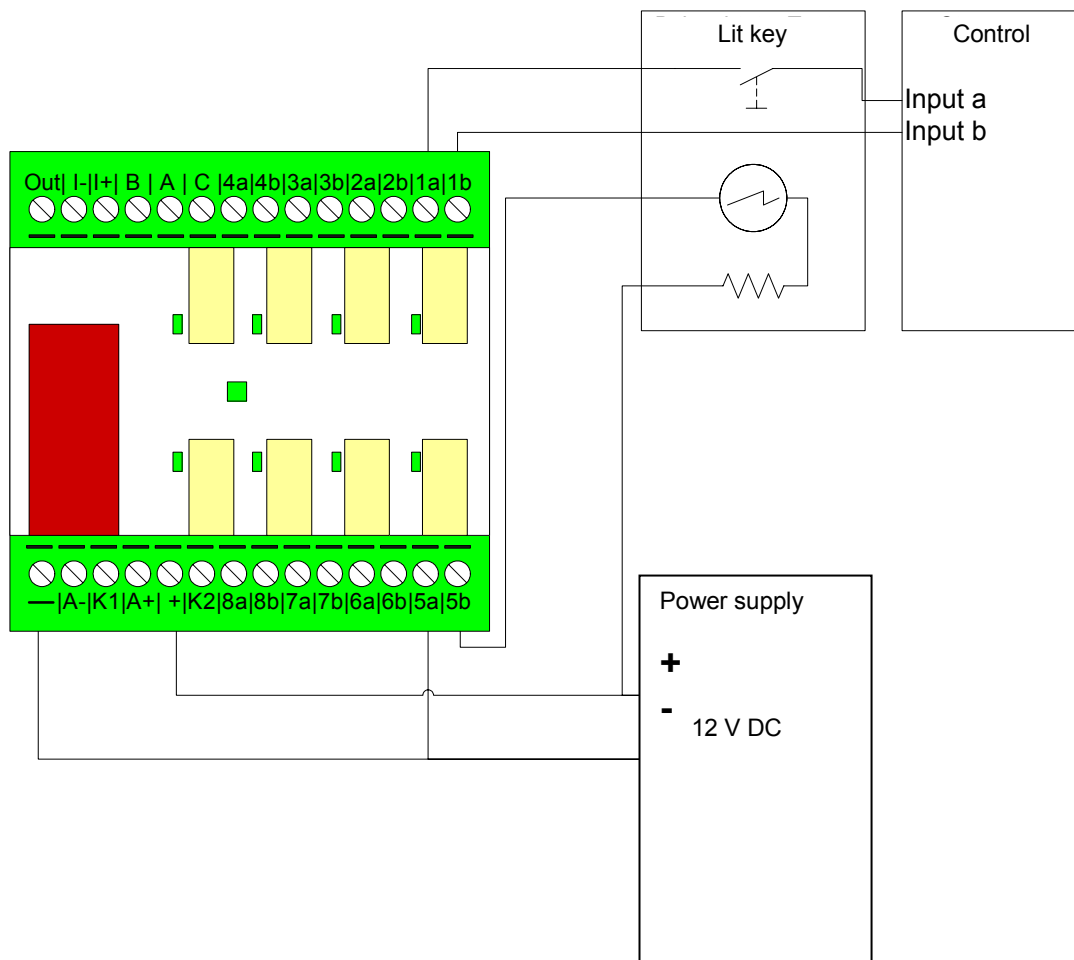 Lit key
Control
Input a
Input b
Out| I-|I+| B | A | C |4a|4b|3a|3b|2a|2b|1a|1b
—|A-|K1|A+| +|K2|8a|8b|7a|7b|6a|6b|5a|5b
Power supply
+
-
12 V DC